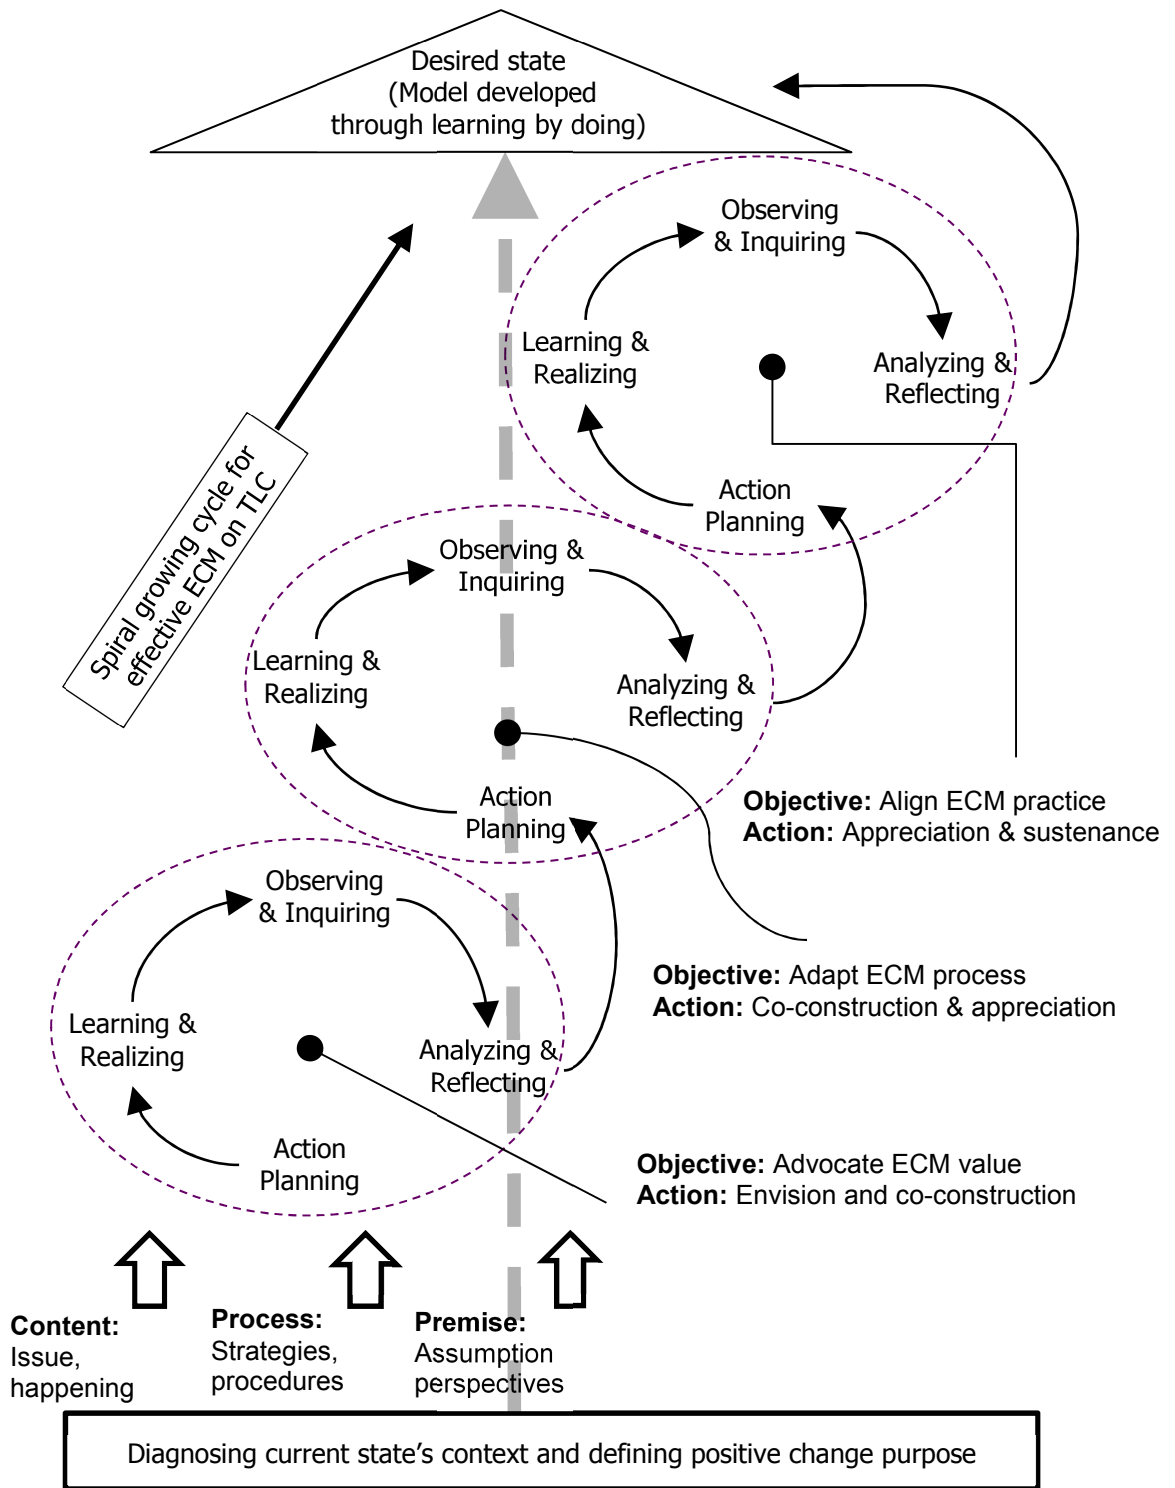 Desired state
(Model developed
through learning by doing)
Observing
& Inquiring
Learning &
Realizing
Analyzing &
Reflecting
Action
Planning
Spiral growing cycle for
effective ECM on TLC
Observing &
Inquiring
Learning &
Realizing
Analyzing &
Reflecting
Action
Planning
Objective: Align ECM practice
Action: Appreciation & sustenance
Observing
& Inquiring
Learning &
Realizing
Analyzing &
Reflecting
Action
Planning
Objective: Adapt ECM process
Action: Co-construction & appreciation
Objective: Advocate ECM value
Action: Envision and co-construction
Content:
Issue,
happening
Process:
Strategies,
procedures
Premise:
Assumption
perspectives
Diagnosing current state’s context and defining positive change purpose